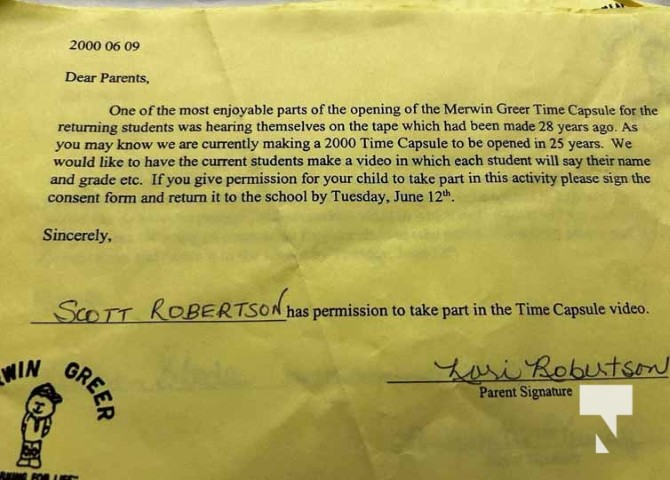 2000 06 09
Dear Parents,
One of the most enjoyable parts of the opening of the Merwin Greer Time Capsule for the
returning students was hearing themselves on the tape which had been made 28 years ago. As
you may know we are currently making a 2000 Time Capsule to be opened in 25 years. We
would like to have the current students make a video in which each student will say their name
and grade etc. If you give permission for your child to take part in this activity please sign the
consent form and return it to the school by Tuesday, June 12th.
Sincerely,
SCOTT ROBERTSON has permission to take part in the Time Capsule video.
Lori Robertson
Parent Signature
WIN GREER
FOR LIFE"